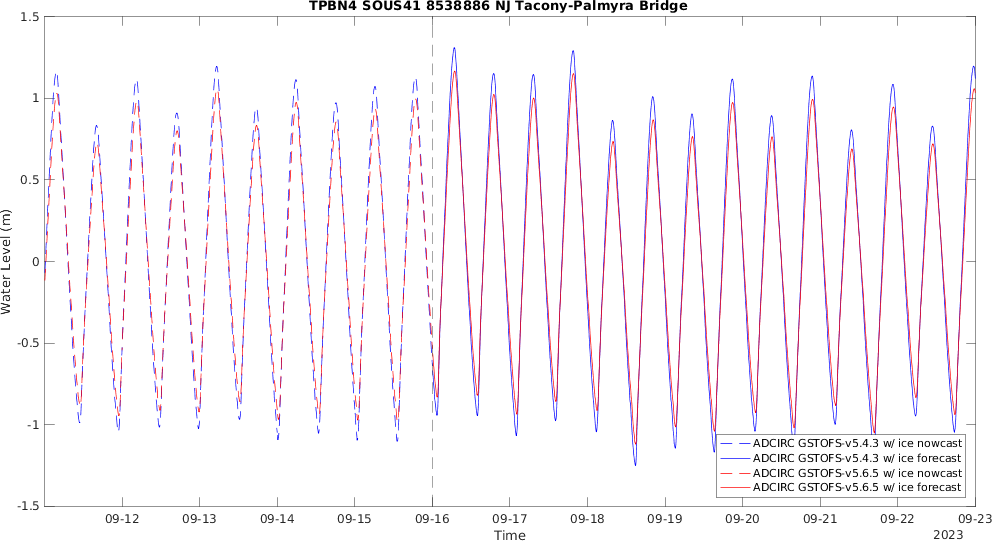 TPBN4 SOUS41 8538886 NJ Tacony-Palmyra Bridge
Water Level (m)
1.5
1
0.5
0
-0.5
-1
-1.5
ADCIRC GSTOFS-v5.4.3 w/ ice nowcast
ADCIRC GSTOFS-v5.4.3 w/ ice forecast
ADCIRC GSTOFS-v5.6.5 w/ ice nowcast
ADCIRC GSTOFS-v5.6.5 w/ ice forecast
09-12 09-13 09-14 09-15 09-16 09-17 09-18 09-19 09-20 09-21 09-22 09-23
2023
Time